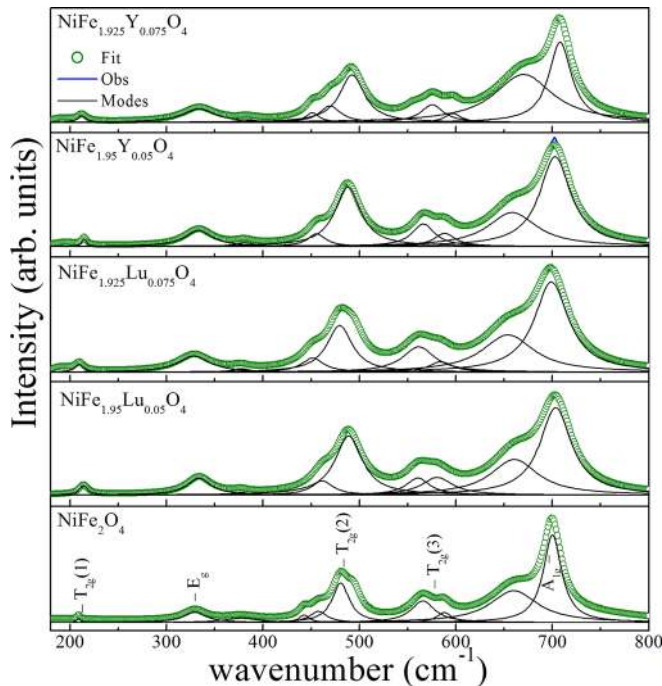 NiFe₁.₉₂₅Y₀.₀₇₅O₄
Fit
Obs
Modes
NiFe₁.₉₅Y₀.₀₅O₄
NiFe₁.₉₂₅Lu₀.₀₇₅O₄
NiFe₁.₉₅Lu₀.₀₅O₄
NiFe₂O₄
T₂g(1)
E_g
T₂g(2)
T₂g(3)
A₁g
200 300 400 500 600 700 800
wavenumber (cm⁻¹)
Intensity (arb. units)